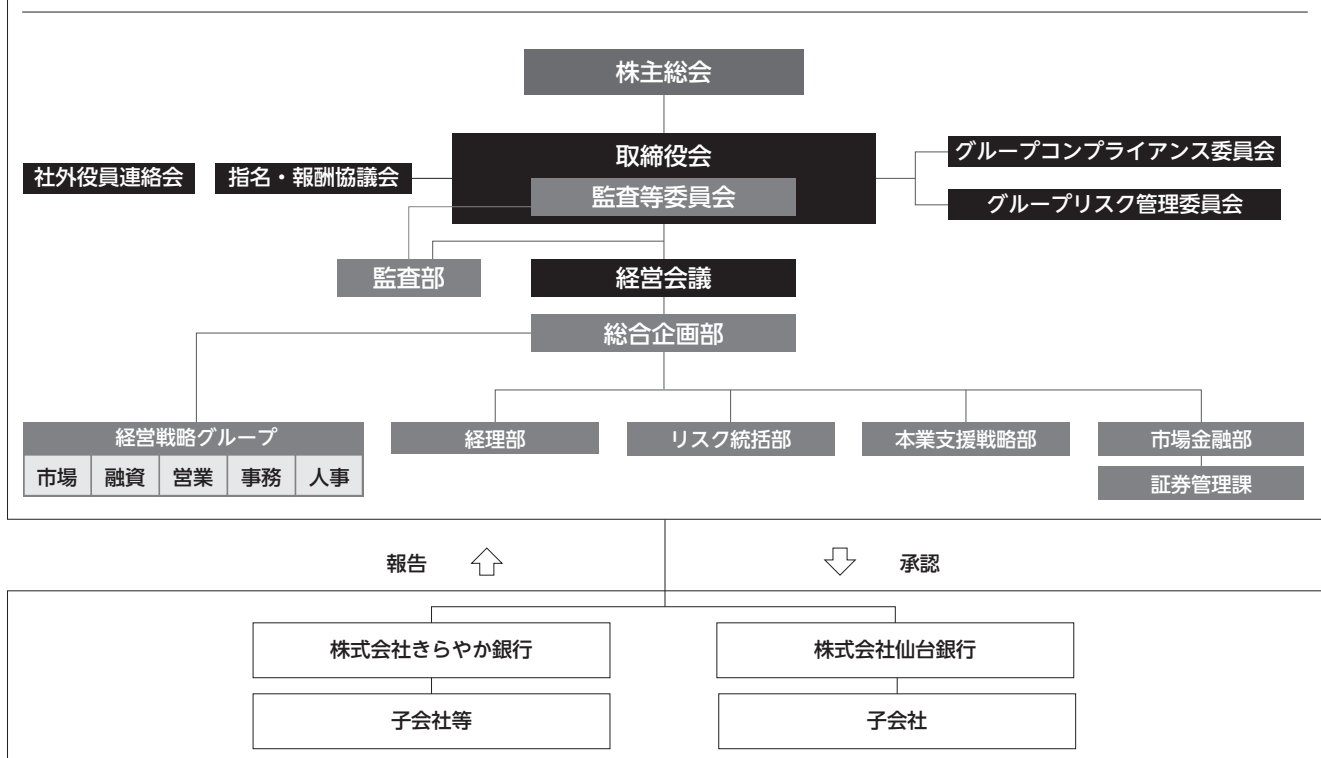 株主総会
取締役会
監査等委員会
社外役員連絡会
指名・報酬協議会
グループコンプライアンス委員会
グループリスク管理委員会
監査部
経営会議
総合企画部
経営戦略グループ
市場
融資
営業
事務
人事
経理部
リスク統括部
本業支援戦略部
市場金融部
証券管理課
報告
承認
株式会社きらやか銀行
株式会社仙台銀行
子会社等
子会社